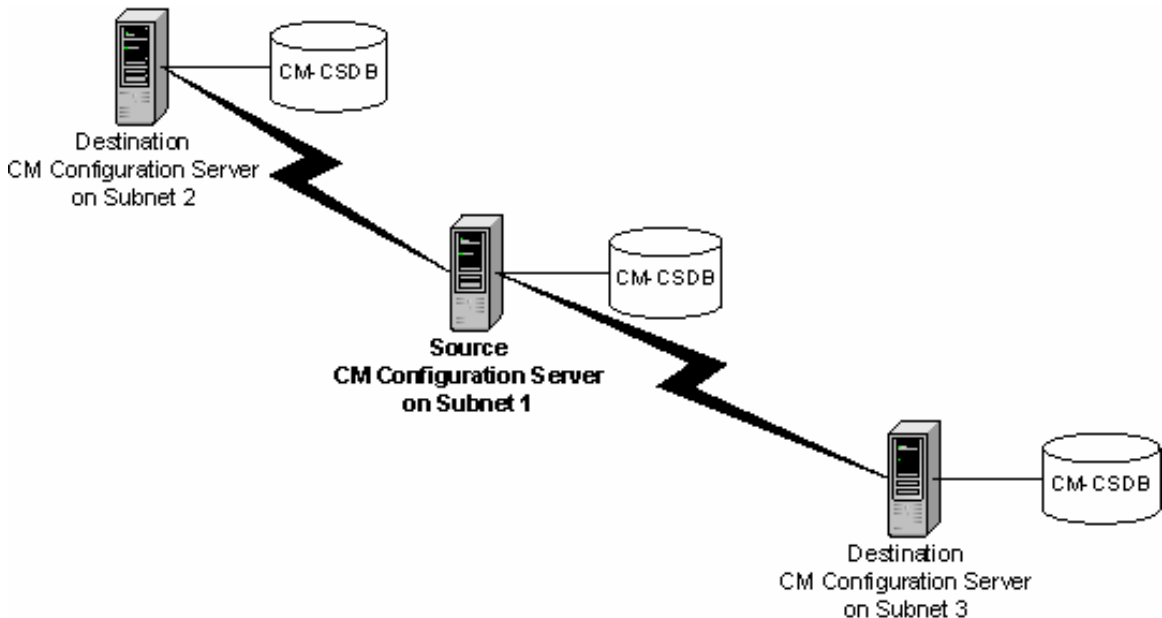 CM-CSDB
Destination
CM Configuration Server
on Subnet 2
CM-CSDB
Source
CM Configuration Server
on Subnet 1
CM-CSDB
Destination
CM Configuration Server
on Subnet 3